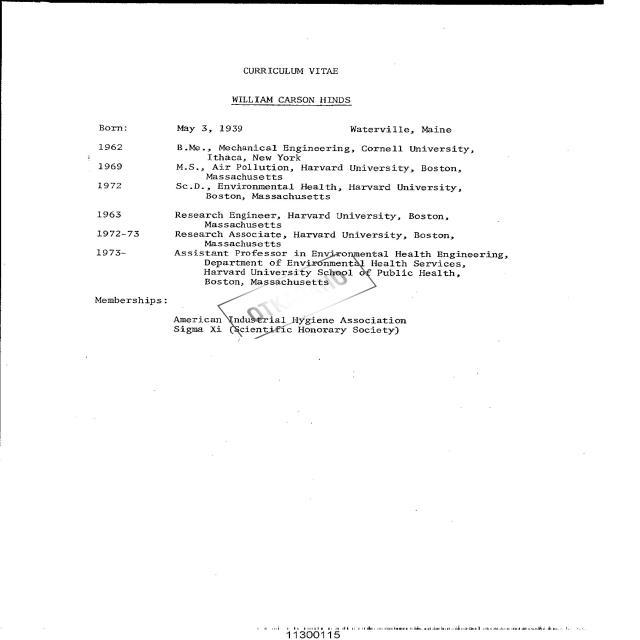 CURRICULUM VITAE
WILLIAM CARSON HINDS
Born: May 3, 1939 Waterville, Maine
1962 B.Me., Mechanical Engineering, Cornell University,
Ithaca, New York
1969 M.S., Air Pollution, Harvard University, Boston,
Massachusetts
1972 Sc.D., Environmental Health, Harvard University,
Boston, Massachusetts
1963 Research Engineer, Harvard University, Boston,
Massachusetts
1972-73 Research Associate, Harvard University, Boston,
Massachusetts
1973- Assistant Professor in Environmental Health Engineering,
Department of Environmental Health Services,
Harvard University School of Public Health,
Boston, Massachusetts
Memberships:
American Industrial Hygiene Association
Sigma Xi (Scientific Honorary Society)
11300115